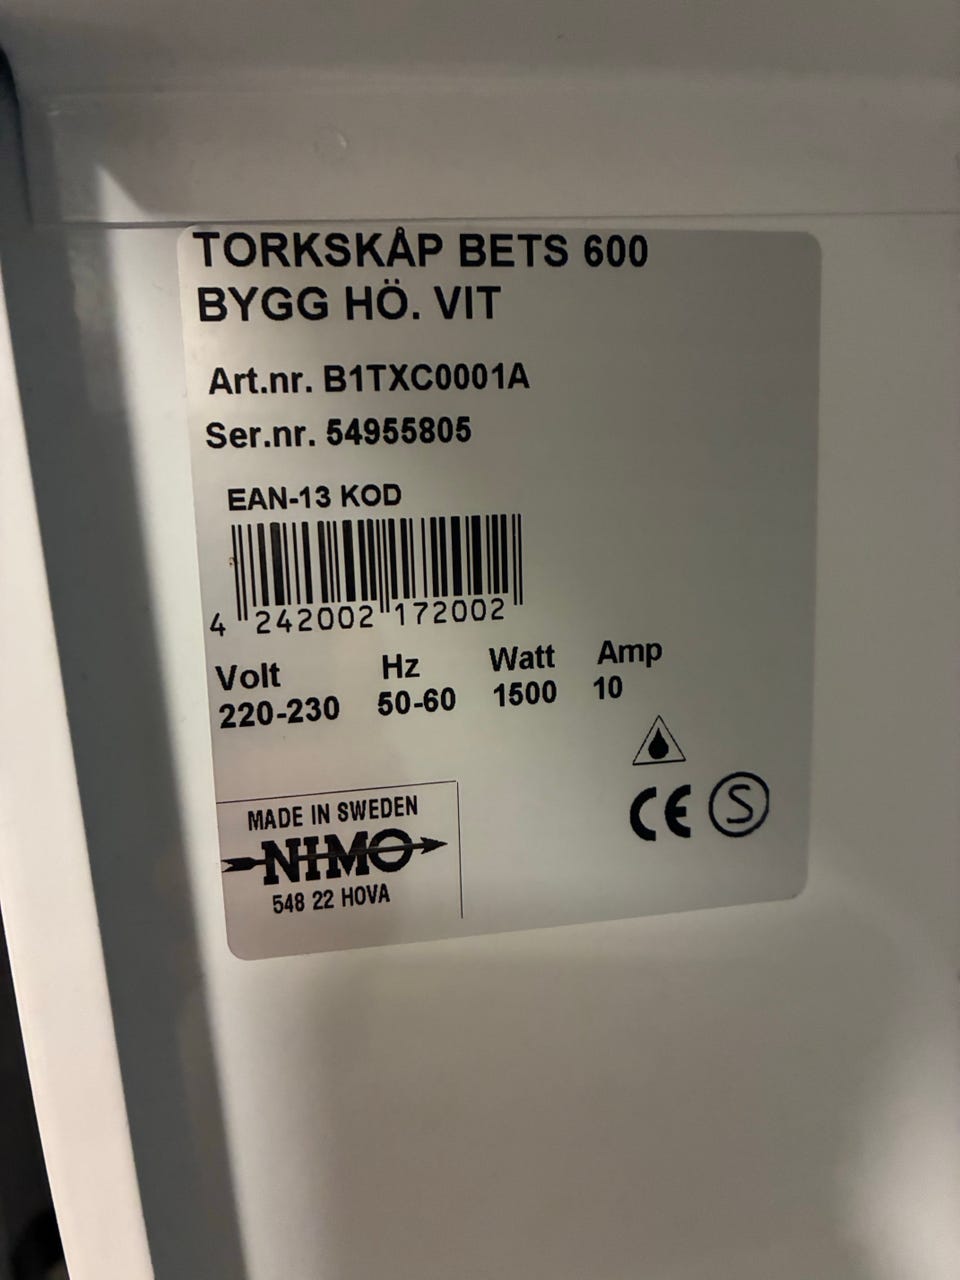 TORKSKÅP BETS 600
BYGG HÖ. VIT
Art.nr. B1TXC0001A
Ser.nr. 54955805
EAN-13 KOD
4 242002 172002
Volt Hz Watt Amp
220-230 50-60 1500 10
CE S
MADE IN SWEDEN
NIMO
548 22 HOVA